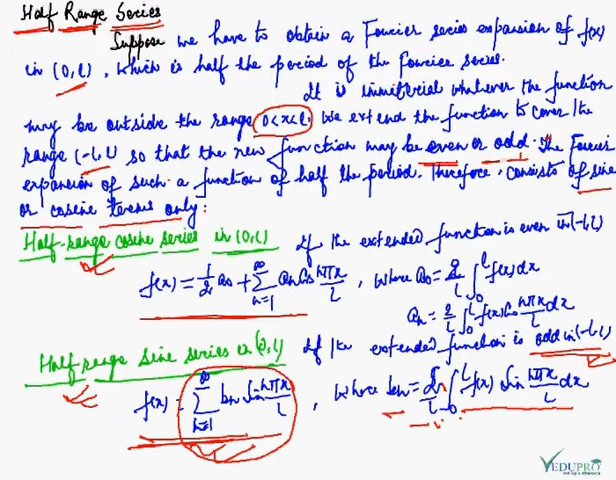 Half Range Series
Suppose we have to obtain a Fourier series expansion of f(x)
in (0, l), which is half the period of the Fourier series.
It is immaterial whatever the function
may be outside the range 0<x<l. We extend the function to cover the
range (-l, l) so that the new function may be even or odd. The Fourier
expansion of such a function of half the period. Therefore, consists of sine
or cosine terms only.
Half-range cosine series in (0, l) If the extended function is even in (-l, l)
f(x) = 1/2 a0 + ∑_{n=1}^{∞} an cos nπx/l, where a0 = 2/l ∫_0^l f(x) dx
an = 2/l ∫_0^l f(x) cos nπx/l dx
Half range sine series in (0, l) If the extended function is odd in (-l, l)
f(x) = ∑_{n=1}^{∞} bn sin nπx/l, where bn = 2/l ∫_0^l f(x) sin nπx/l dx
VEDUPRO